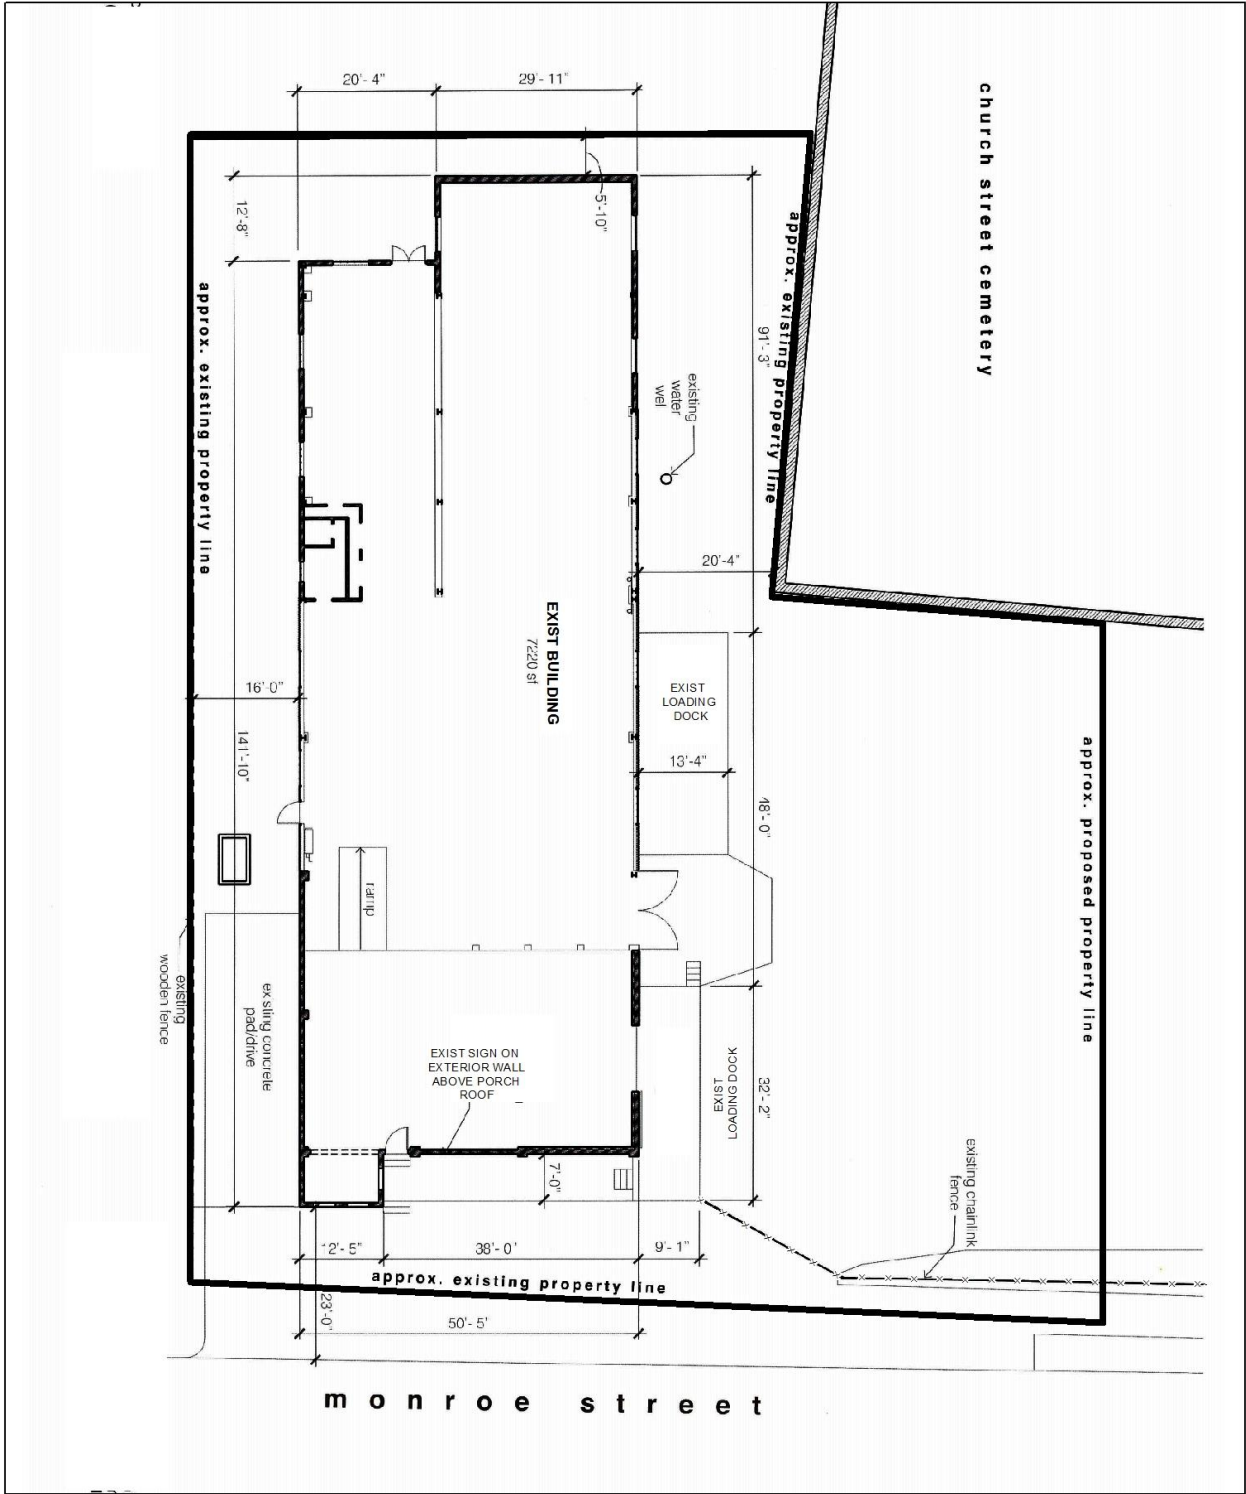 20'- 4"
29'- 11"
church street cemetery
12'-8"
5'-10"
approx. existing property line
approx. existing property line
91'- 3"
existing
water
wel
20'-4"
EXIST BUILDING
7220 sf
EXIST
LOADING
DOCK
16'-0"
141'-10"
13'-4"
18'- 0"
approx. proposed property line
ramp
existing
wooden fence
ex sting concrete
pad/drive
EXIST SIGN ON
EXTERIOR WALL
ABOVE PORCH
ROOF
EXIST
LOADING DOCK
32'- 2"
7'-0"
existing chainlink
fence
12'- 5"
38'- 0'
9'- 1"
approx. existing property line
23'-0"
50'- 5'
monroe street